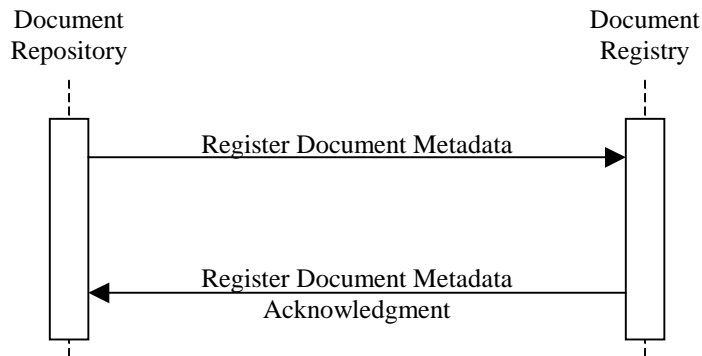 Document
Repository
Document
Registry
Register Document Metadata
Register Document Metadata
Acknowledgment